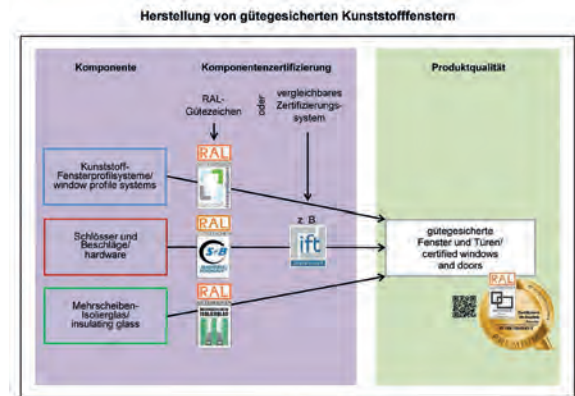 Herstellung von gütegesicherten Kunststofffenstern
Komponente
Komponentenzertifizierung
Produktqualität
RAL-
Gütezeichen
oder
vergleichbares
Zertifizierungs-
system
Kunststoff-
Fensterprofilsysteme/
window profile systems
RAL
Schlösser und
Beschläge/
hardware
RAL
S+B
z. B.
ift
gütegesicherte
Fenster und Türen/
certified windows
and doors
Mehrscheiben-
Isolierglas/
insulating glass
RAL
RAL